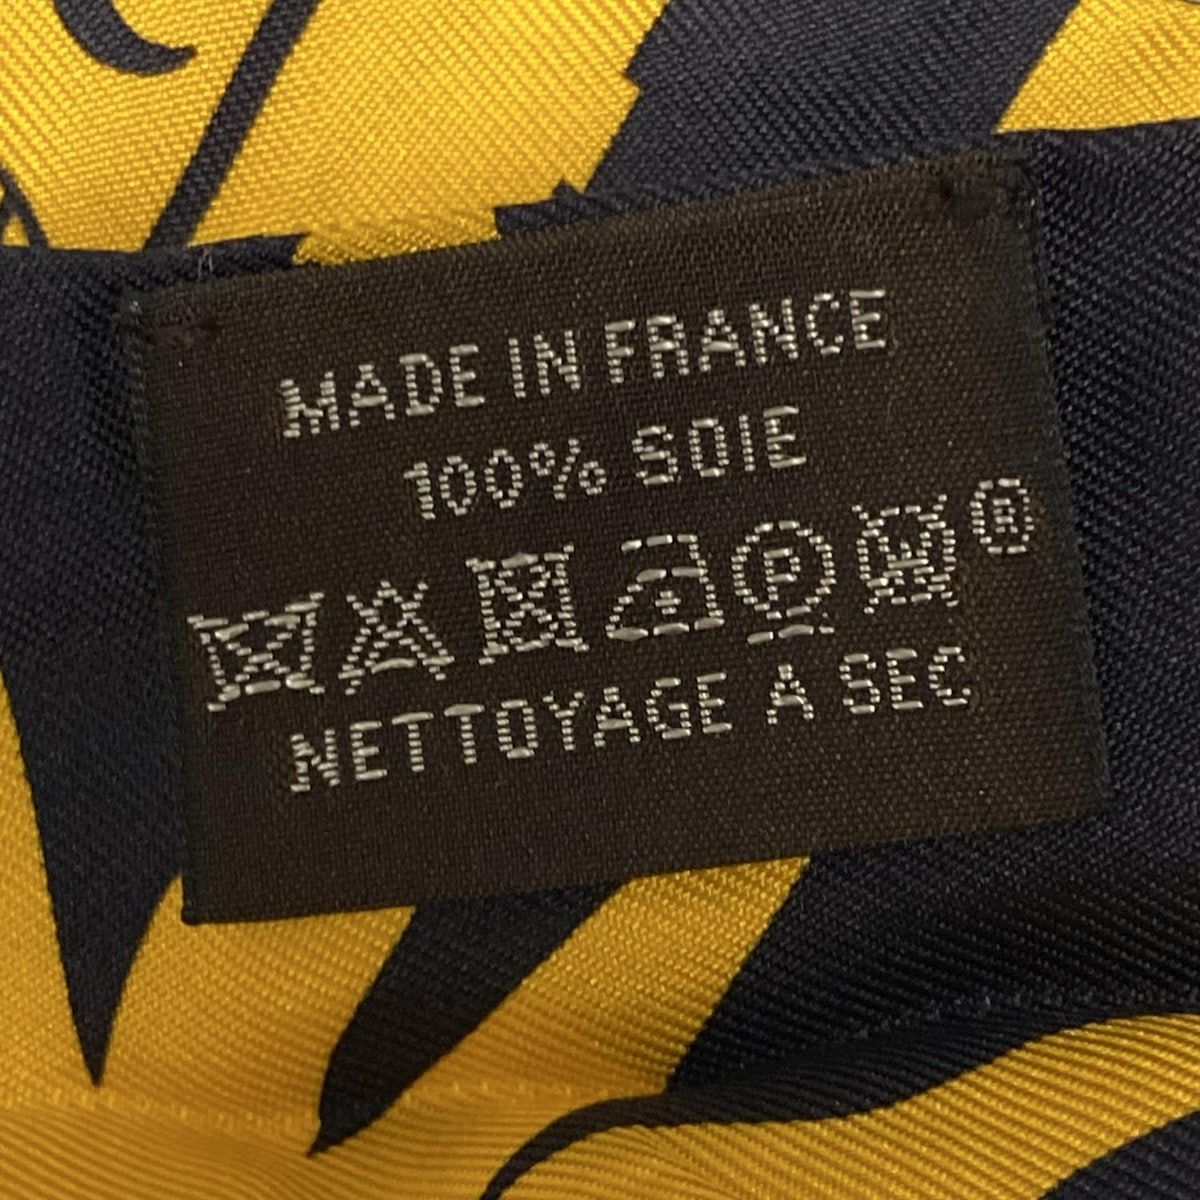 MADE IN FRANCE
100% SOIE
P W ®
NETTOYAGE A SEC